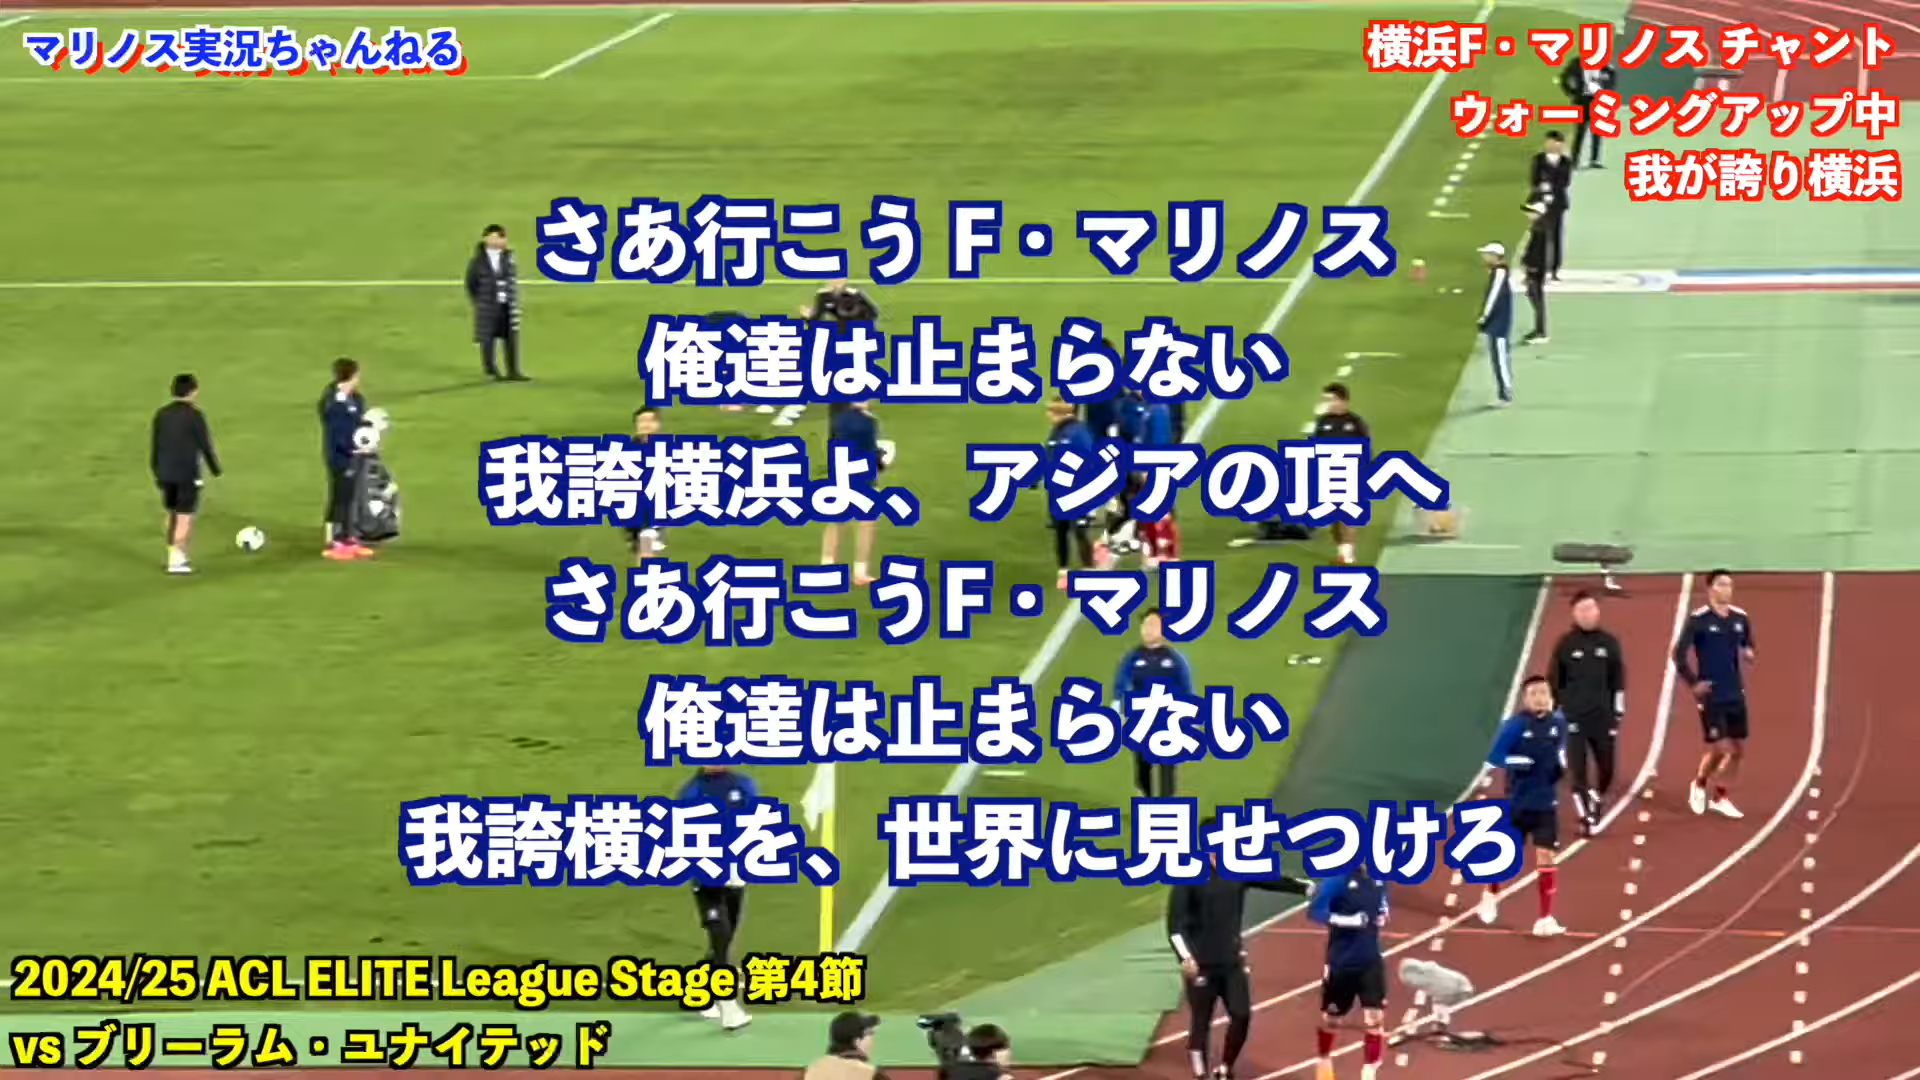 マリノス実況ちゃんねる
横浜F・マリノス チャント
ウォーミングアップ中
我が誇り横浜
さあ行こう F・マリノス
俺達は止まらない
我誇横浜よ、アジアの頂へ
さあ行こうF・マリノス
俺達は止まらない
我誇横浜を、世界に見せつけろ
2024/25 ACL ELITE League Stage 第4節
vs ブリーラム・ユナイテッド